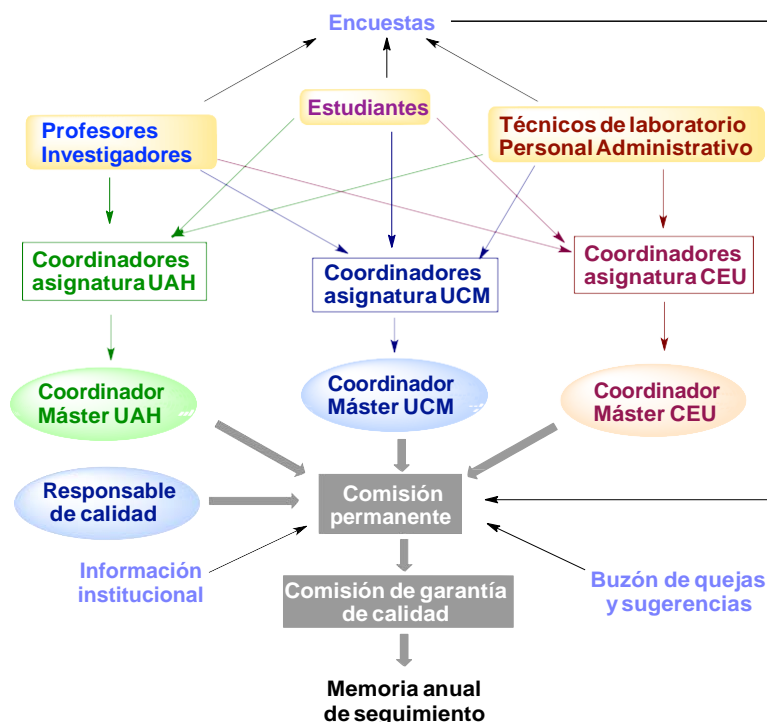 Encuestas
Estudiantes
Profesores
Investigadores
Técnicos de laboratorio
Personal Administrativo
Coordinadores
asignatura UAH
Coordinadores
asignatura UCM
Coordinadores
asignatura CEU
Coordinador
Máster UAH
Coordinador
Máster UCM
Coordinador
Máster CEU
Responsable
de calidad
Comisión
permanente
Información
institucional
Comisión de garantía
de calidad
Buzón de quejas
y sugerencias
Memoria anual
de seguimiento